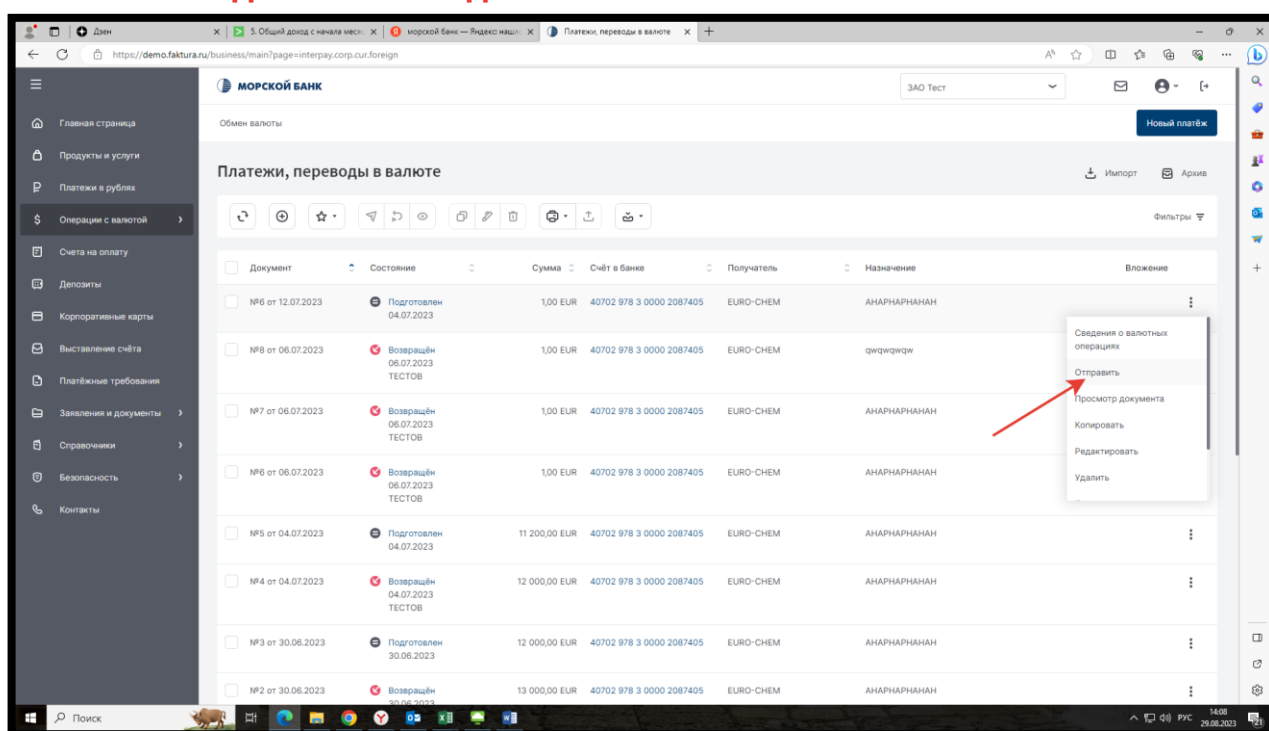 Дзен
5. Общий доход с начала меся
морской банк — Яндекс: нашло
Платежи, переводы в валюте
https://demo.faktura.ru/business/main?page=interpay.corp.cur.foreign
МОРСКОЙ БАНК
ЗАО Тест
Главная страница
Обмен валюты
Новый платёж
Продукты и услуги
Платежи в рублях
Операции с валютой
Счета на оплату
Депозиты
Корпоративные карты
Выставление счёта
Платёжные требования
Заявления и документы
Справочники
Безопасность
Контакты
Платежи, переводы в валюте
Импорт
Архив
Фильтры
Документ Состояние Сумма Счёт в банке Получатель Назначение Вложение
№6 от 12.07.2023 Подготовлен 1,00 EUR 40702 978 3 0000 2087405 EURO-CHEM АНАРНАРНАНАН
04.07.2023
№8 от 06.07.2023 Возвращён 1,00 EUR 40702 978 3 0000 2087405 EURO-CHEM qwqwqwqw
06.07.2023
ТЕСТОВ
№7 от 06.07.2023 Возвращён 1,00 EUR 40702 978 3 0000 2087405 EURO-CHEM АНАРНАРНАНАН
06.07.2023
ТЕСТОВ
№6 от 06.07.2023 Возвращён 1,00 EUR 40702 978 3 0000 2087405 EURO-CHEM АНАРНАРНАНАН
06.07.2023
ТЕСТОВ
№5 от 04.07.2023 Подготовлен 11 200,00 EUR 40702 978 3 0000 2087405 EURO-CHEM АНАРНАРНАНАН
04.07.2023
№4 от 04.07.2023 Возвращён 12 000,00 EUR 40702 978 3 0000 2087405 EURO-CHEM АНАРНАРНАНАН
04.07.2023
ТЕСТОВ
№3 от 30.06.2023 Подготовлен 12 000,00 EUR 40702 978 3 0000 2087405 EURO-CHEM АНАРНАРНАНАН
30.06.2023
№2 от 30.06.2023 Возвращён 13 000,00 EUR 40702 978 3 0000 2087405 EURO-CHEM АНАРНАРНАНАН
30.06.2023
Сведения о валютных
операциях
Отправить
Просмотр документа
Копировать
Редактировать
Удалить
Поиск
РУС
14:08
29.08.2023